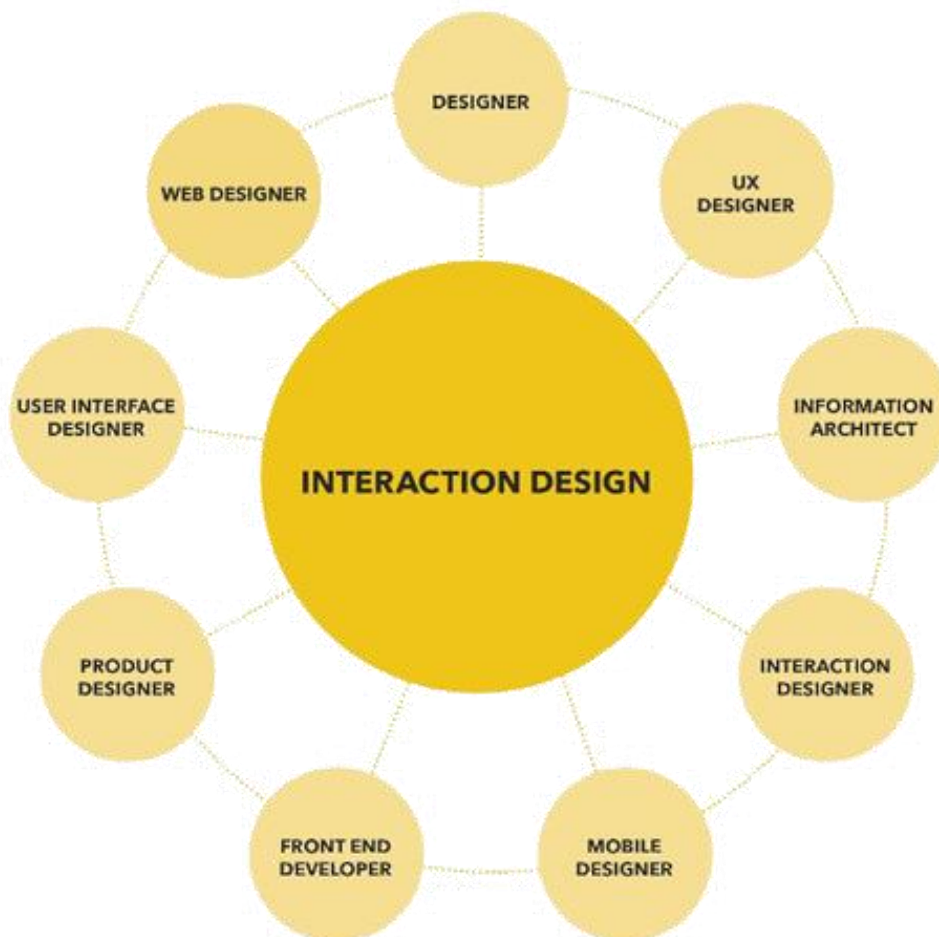 DESIGNER
UX
DESIGNER
INFORMATION
ARCHITECT
INTERACTION
DESIGNER
MOBILE
DESIGNER
FRONT END
DEVELOPER
PRODUCT
DESIGNER
USER INTERFACE
DESIGNER
WEB DESIGNER
INTERACTION DESIGN